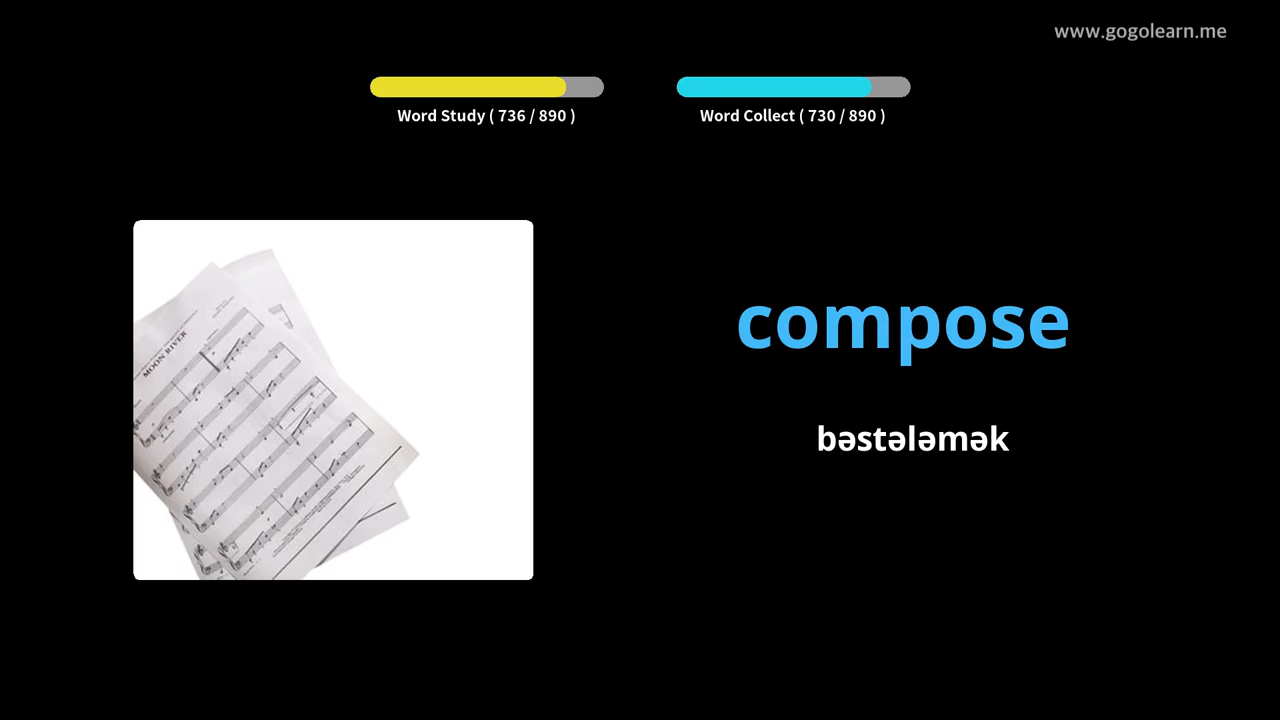 www.gogolearn.me
Word Study ( 736 / 890 )
Word Collect ( 730 / 890 )
MOON RIVER
compose
bəstələmək